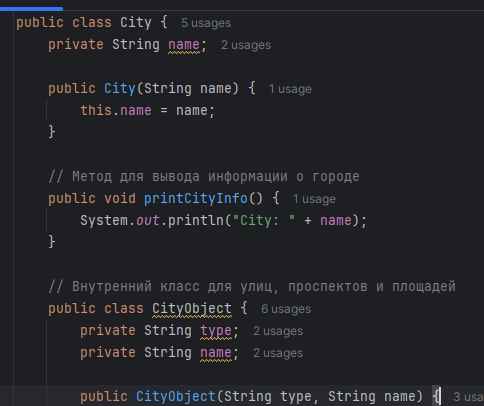 public class City {  5 usages
private String name;  2 usages
public City(String name) {  1 usage
this.name = name;
}
// Метод для вывода информации о городе
public void printCityInfo() {  1 usage
System.out.println("City: " + name);
}
// Внутренний класс для улиц, проспектов и площадей
public class CityObject {  6 usages
private String type;  2 usages
private String name;  2 usages
public CityObject(String type, String name) {  3 usa